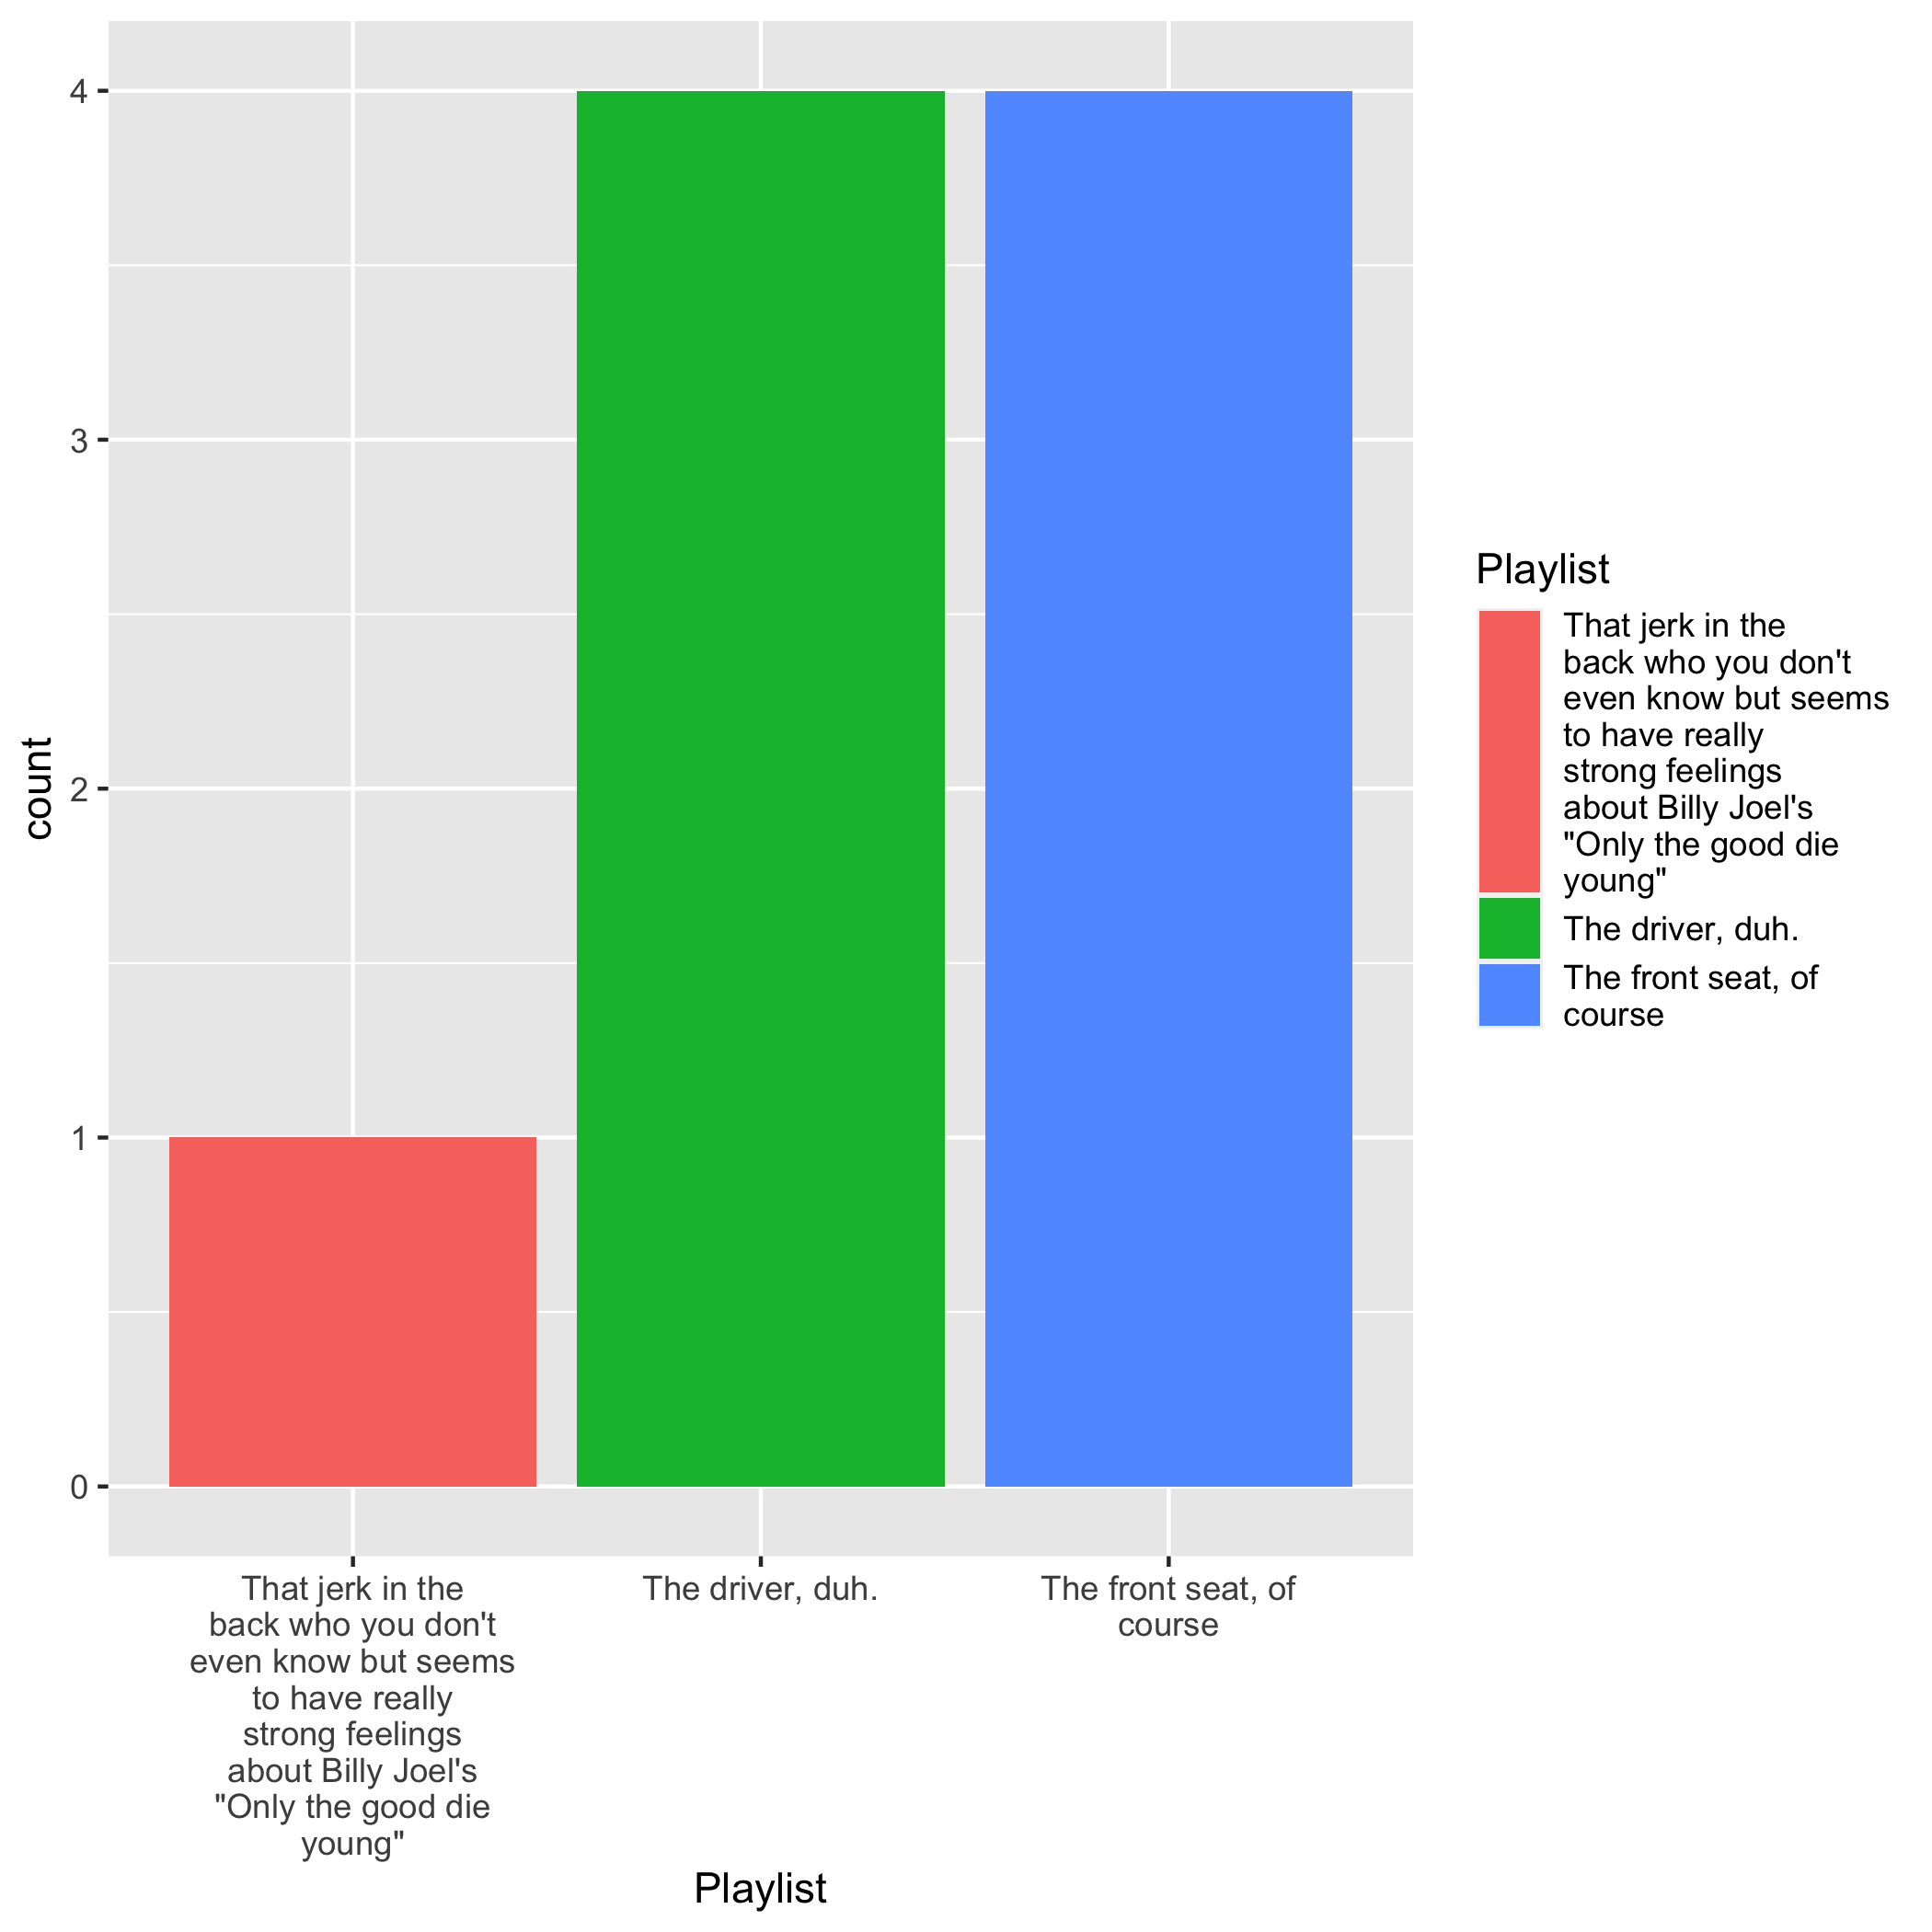 4
3
2
1
0
count
That jerk in the
back who you don't
even know but seems
to have really
strong feelings
about Billy Joel's
"Only the good die
young"
The driver, duh.
The front seat, of
course
Playlist
Playlist
That jerk in the
back who you don't
even know but seems
to have really
strong feelings
about Billy Joel's
"Only the good die
young"
The driver, duh.
The front seat, of
course